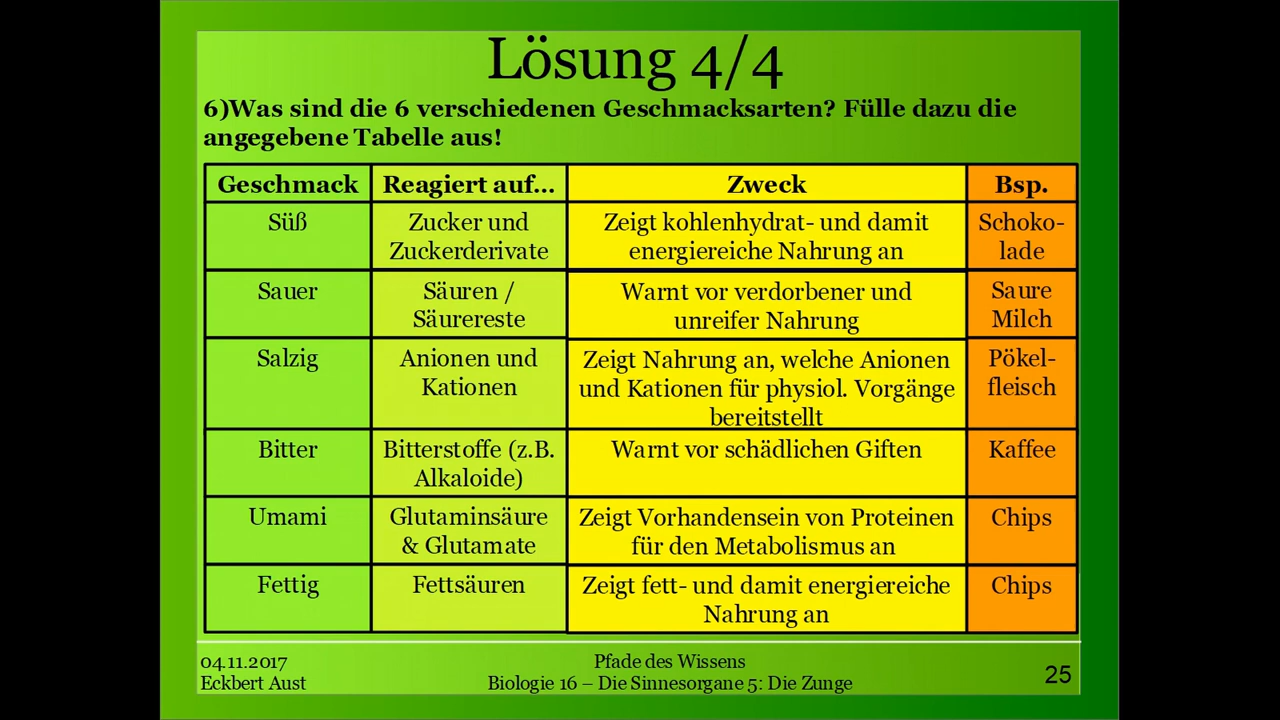 Lösung 4/4
6)Was sind die 6 verschiedenen Geschmacksarten? Fülle dazu die
angegebene Tabelle aus!
Geschmack Reagiert auf... Zweck Bsp.
Süß Zucker und Zeigt kohlenhydrat- und damit Schoko-
Zuckerderivate energiereiche Nahrung an lade
Sauer Säuren / Warnt vor verdorbener und Saure
Säurereste unreifer Nahrung Milch
Salzig Anionen und Zeigt Nahrung an, welche Anionen Pökel-
Kationen und Kationen für physiol. Vorgänge fleisch
bereitstellt
Bitter Bitterstoffe (z.B. Warnt vor schädlichen Giften Kaffee
Alkaloide)
Umami Glutaminsäure Zeigt Vorhandensein von Proteinen Chips
& Glutamate für den Metabolismus an
Fettig Fettsäuren Zeigt fett- und damit energiereiche Chips
Nahrung an
04.11.2017 Pfade des Wissens
Eckbert Aust Biologie 16 – Die Sinnesorgane 5: Die Zunge 25